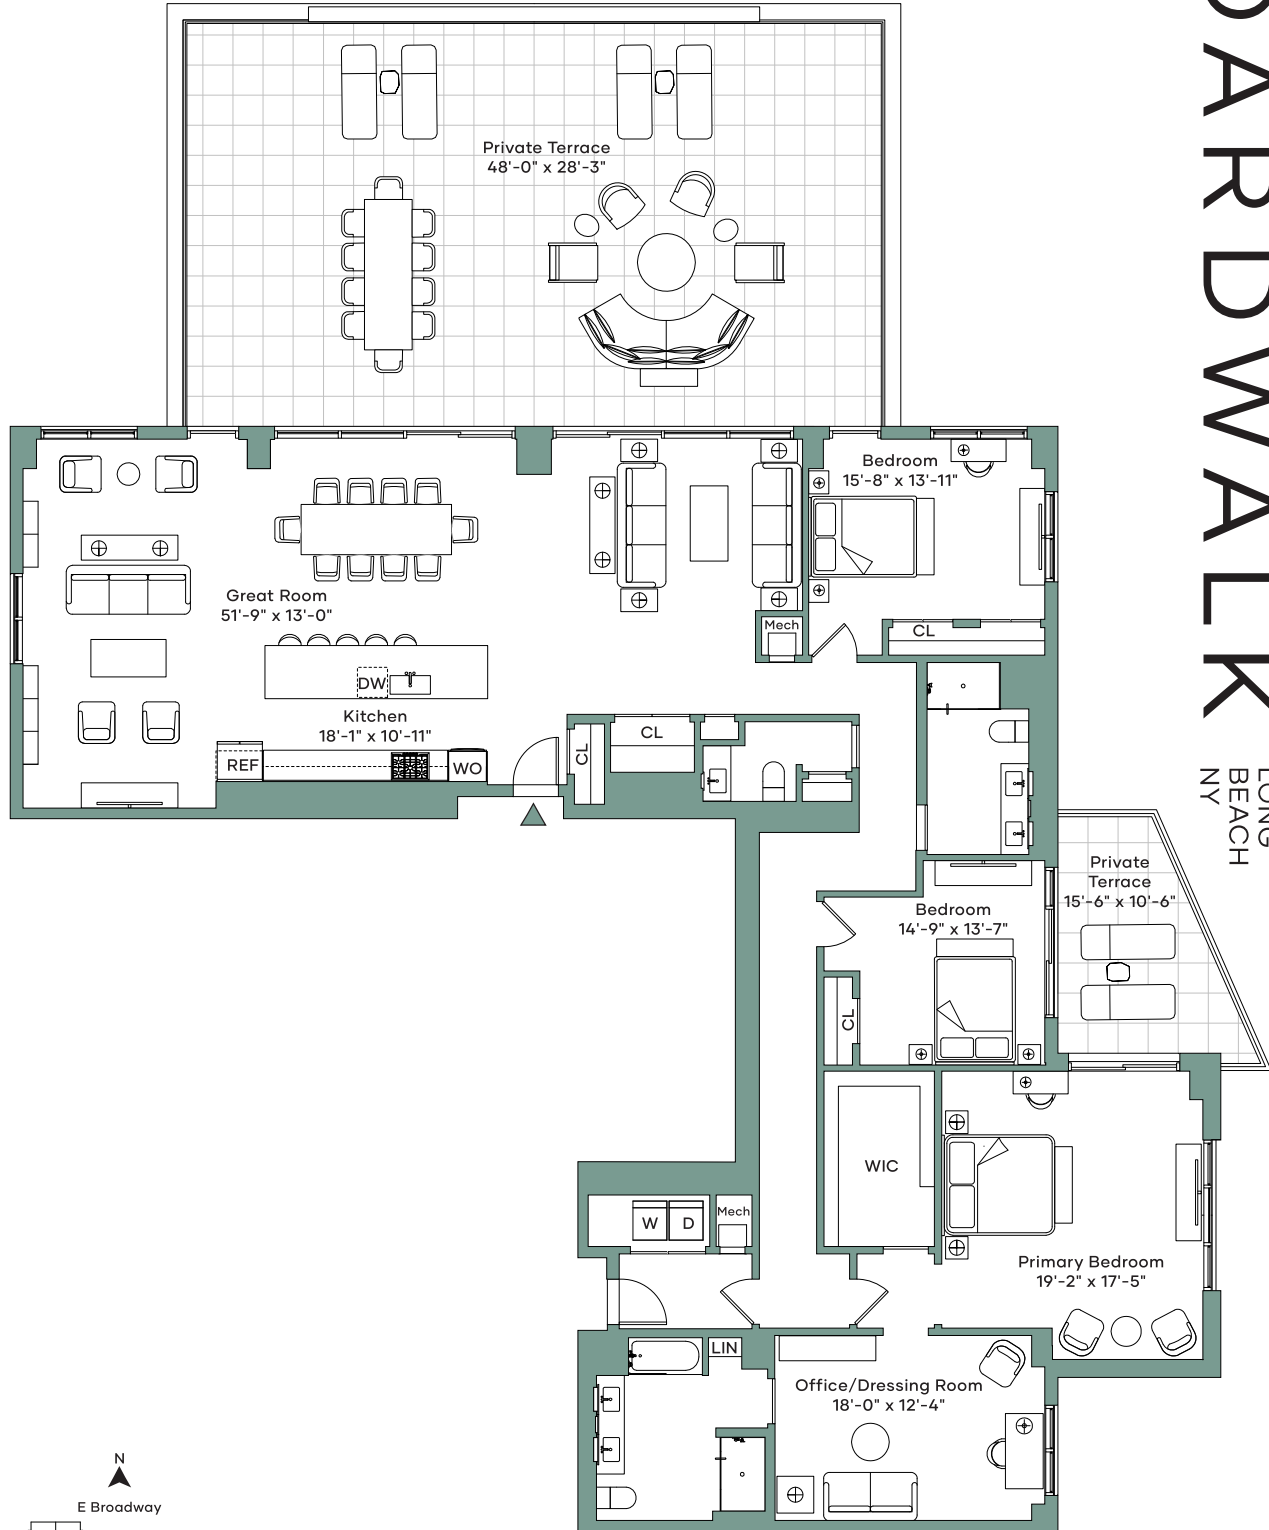 Private Terrace
48'-0" x 28'-3"
Bedroom
15'-8" x 13'-11"
Great Room
51'-9" x 13'-0"
Mech
CL
DW
Kitchen
18'-1" x 10'-11"
REF
WO
CL
CL
Private
Terrace
15'-6" x 10'-6"
Bedroom
14'-9" x 13'-7"
CL
WIC
W
D
Mech
Primary Bedroom
19'-2" x 17'-5"
LIN
Office/Dressing Room
18'-0" x 12'-4"
N
E Broadway
OARDWALK
LONG
BEACH
NY